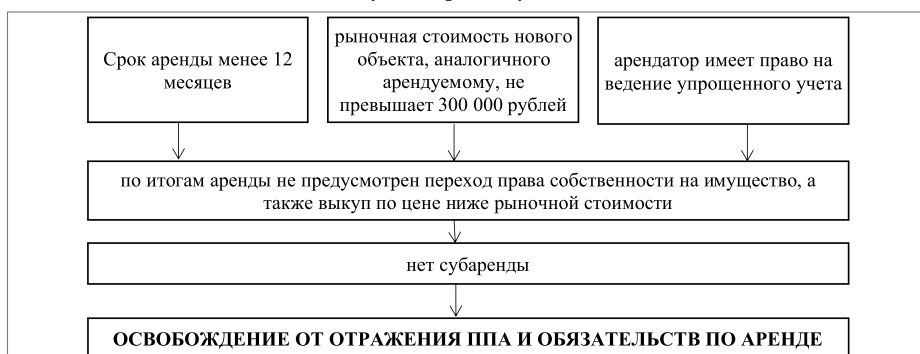 Срок аренды менее 12
месяцев
рыночная стоимость нового
объекта, аналогичного
арендуемому, не
превышает 300 000 рублей
арендатор имеет право на
ведение упрощенного учета
по итогам аренды не предусмотрен переход права собственности на имущество, а
также выкуп по цене ниже рыночной стоимости
нет субаренды
ОСВОБОЖДЕНИЕ ОТ ОТРАЖЕНИЯ ППА И ОБЯЗАТЕЛЬСТВ ПО АРЕНДЕ